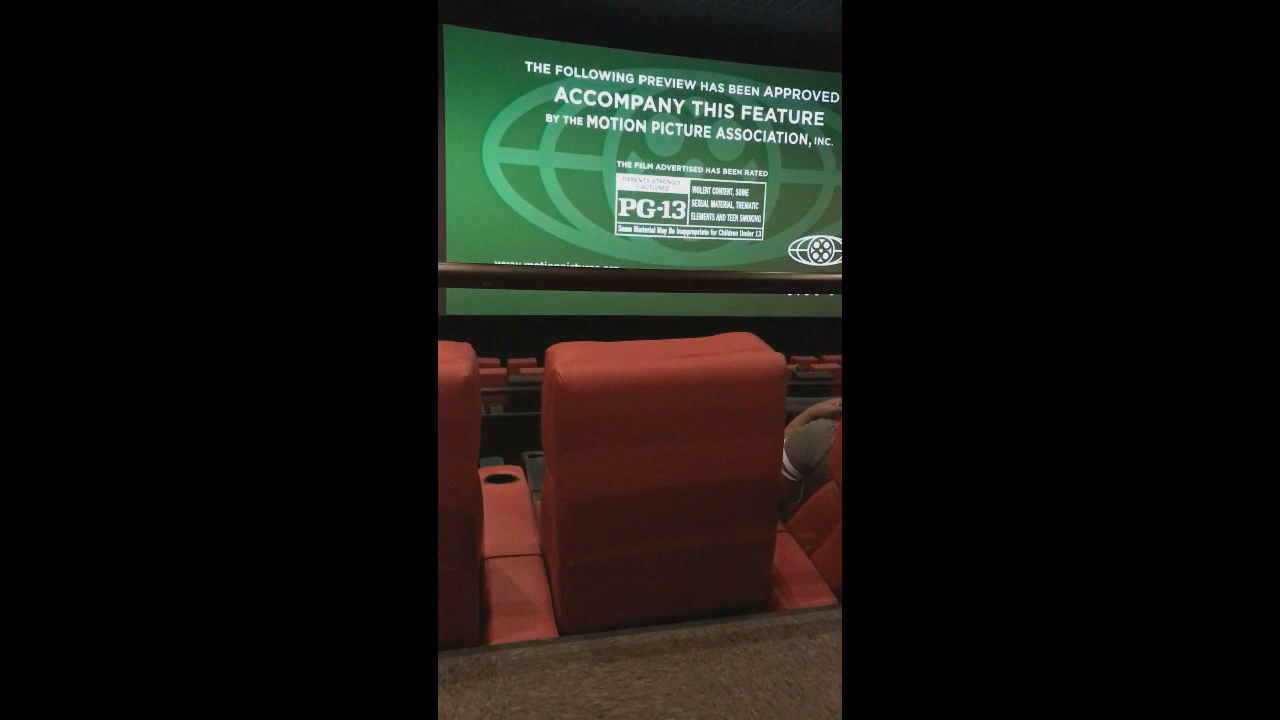 THE FOLLOWING PREVIEW HAS BEEN APPROVED
ACCOMPANY THIS FEATURE
BY THE MOTION PICTURE ASSOCIATION, INC.
THE FILM ADVERTISED HAS BEEN RATED
PARENTS STRONGLY
CAUTIONED
PG-13
VIOLENT CONTENT, SOME
SEXUAL MATERIAL, THEMATIC
ELEMENTS AND TEEN SMOKING
Some Material May Be Inappropriate for Children Under 13